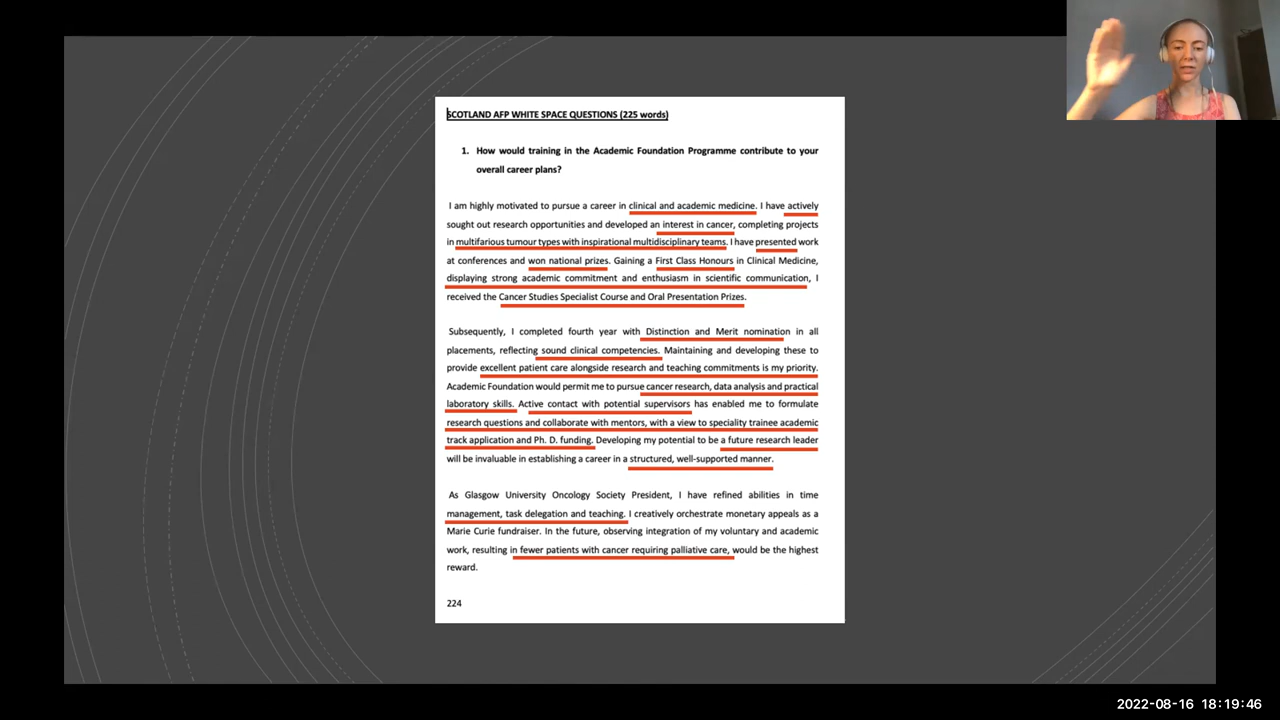 SCOTLAND AFP WHITE SPACE QUESTIONS (225 words)
1. How would training in the Academic Foundation Programme contribute to your
overall career plans?
I am highly motivated to pursue a career in clinical and academic medicine. I have actively
sought out research opportunities and developed an interest in cancer, completing projects
in multifarious tumour types with inspirational multidisciplinary teams. I have presented work
at conferences and won national prizes. Gaining a First Class Honours in Clinical Medicine,
displaying strong academic commitment and enthusiasm in scientific communication, I
received the Cancer Studies Specialist Course and Oral Presentation Prizes.
Subsequently, I completed fourth year with Distinction and Merit nomination in all
placements, reflecting sound clinical competencies. Maintaining and developing these to
provide excellent patient care alongside research and teaching commitments is my priority.
Academic Foundation would permit me to pursue cancer research, data analysis and practical
laboratory skills. Active contact with potential supervisors has enabled me to formulate
research questions and collaborate with mentors, with a view to speciality trainee academic
track application and Ph. D. funding. Developing my potential to be a future research leader
will be invaluable in establishing a career in a structured, well-supported manner.
As Glasgow University Oncology Society President, I have refined abilities in time
management, task delegation and teaching. I creatively orchestrate monetary appeals as a
Marie Curie fundraiser. In the future, observing integration of my voluntary and academic
work, resulting in fewer patients with cancer requiring palliative care, would be the highest
reward.
224
2022-08-16 18:19:46